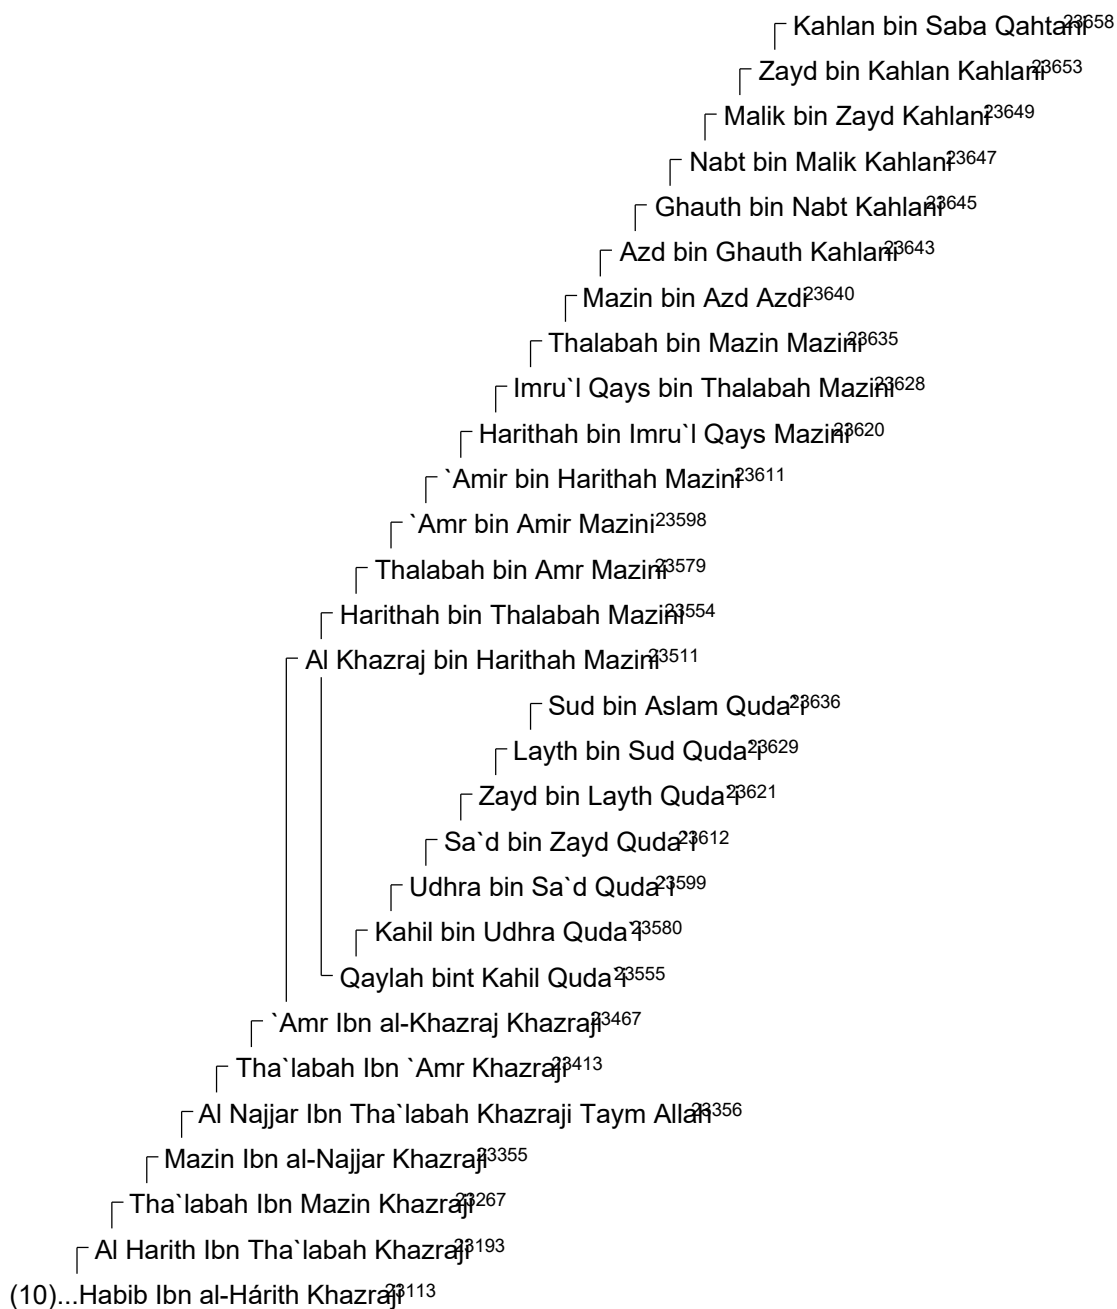 Kahlan bin Saba Qahtani23658
Zayd bin Kahlan Kahlani23653
Malik bin Zayd Kahlani23649
Nabt bin Malik Kahlani23647
Ghauth bin Nabt Kahlani23645
Azd bin Ghauth Kahlani23643
Mazin bin Azd Azdi23640
Thalabah bin Mazin Mazini23635
Imru`l Qays bin Thalabah Mazini23628
Harithah bin Imru`l Qays Mazini23620
`Amir bin Harithah Mazini23611
`Amr bin Amir Mazini23598
Thalabah bin Amr Mazini23579
Harithah bin Thalabah Mazini23554
Al Khazraj bin Harithah Mazini23511
Sud bin Aslam Quda`i23636
Layth bin Sud Quda`i23629
Zayd bin Layth Quda`i23621
Sa`d bin Zayd Quda`i23612
Udhra bin Sa`d Quda`i23599
Kahil bin Udhra Quda`i23580
Qaylah bint Kahil Quda`i23555
`Amr Ibn al-Khazraj Khazraji23467
Tha`labah Ibn `Amr Khazraji23413
Al Najjar Ibn Tha`labah Khazraji Taym Allah23356
Mazin Ibn al-Najjar Khazraji23355
Tha`labah Ibn Mazin Khazraji23267
Al Harith Ibn Tha`labah Khazraji23193
(10)...Habib Ibn al-Hárith Khazraji23113